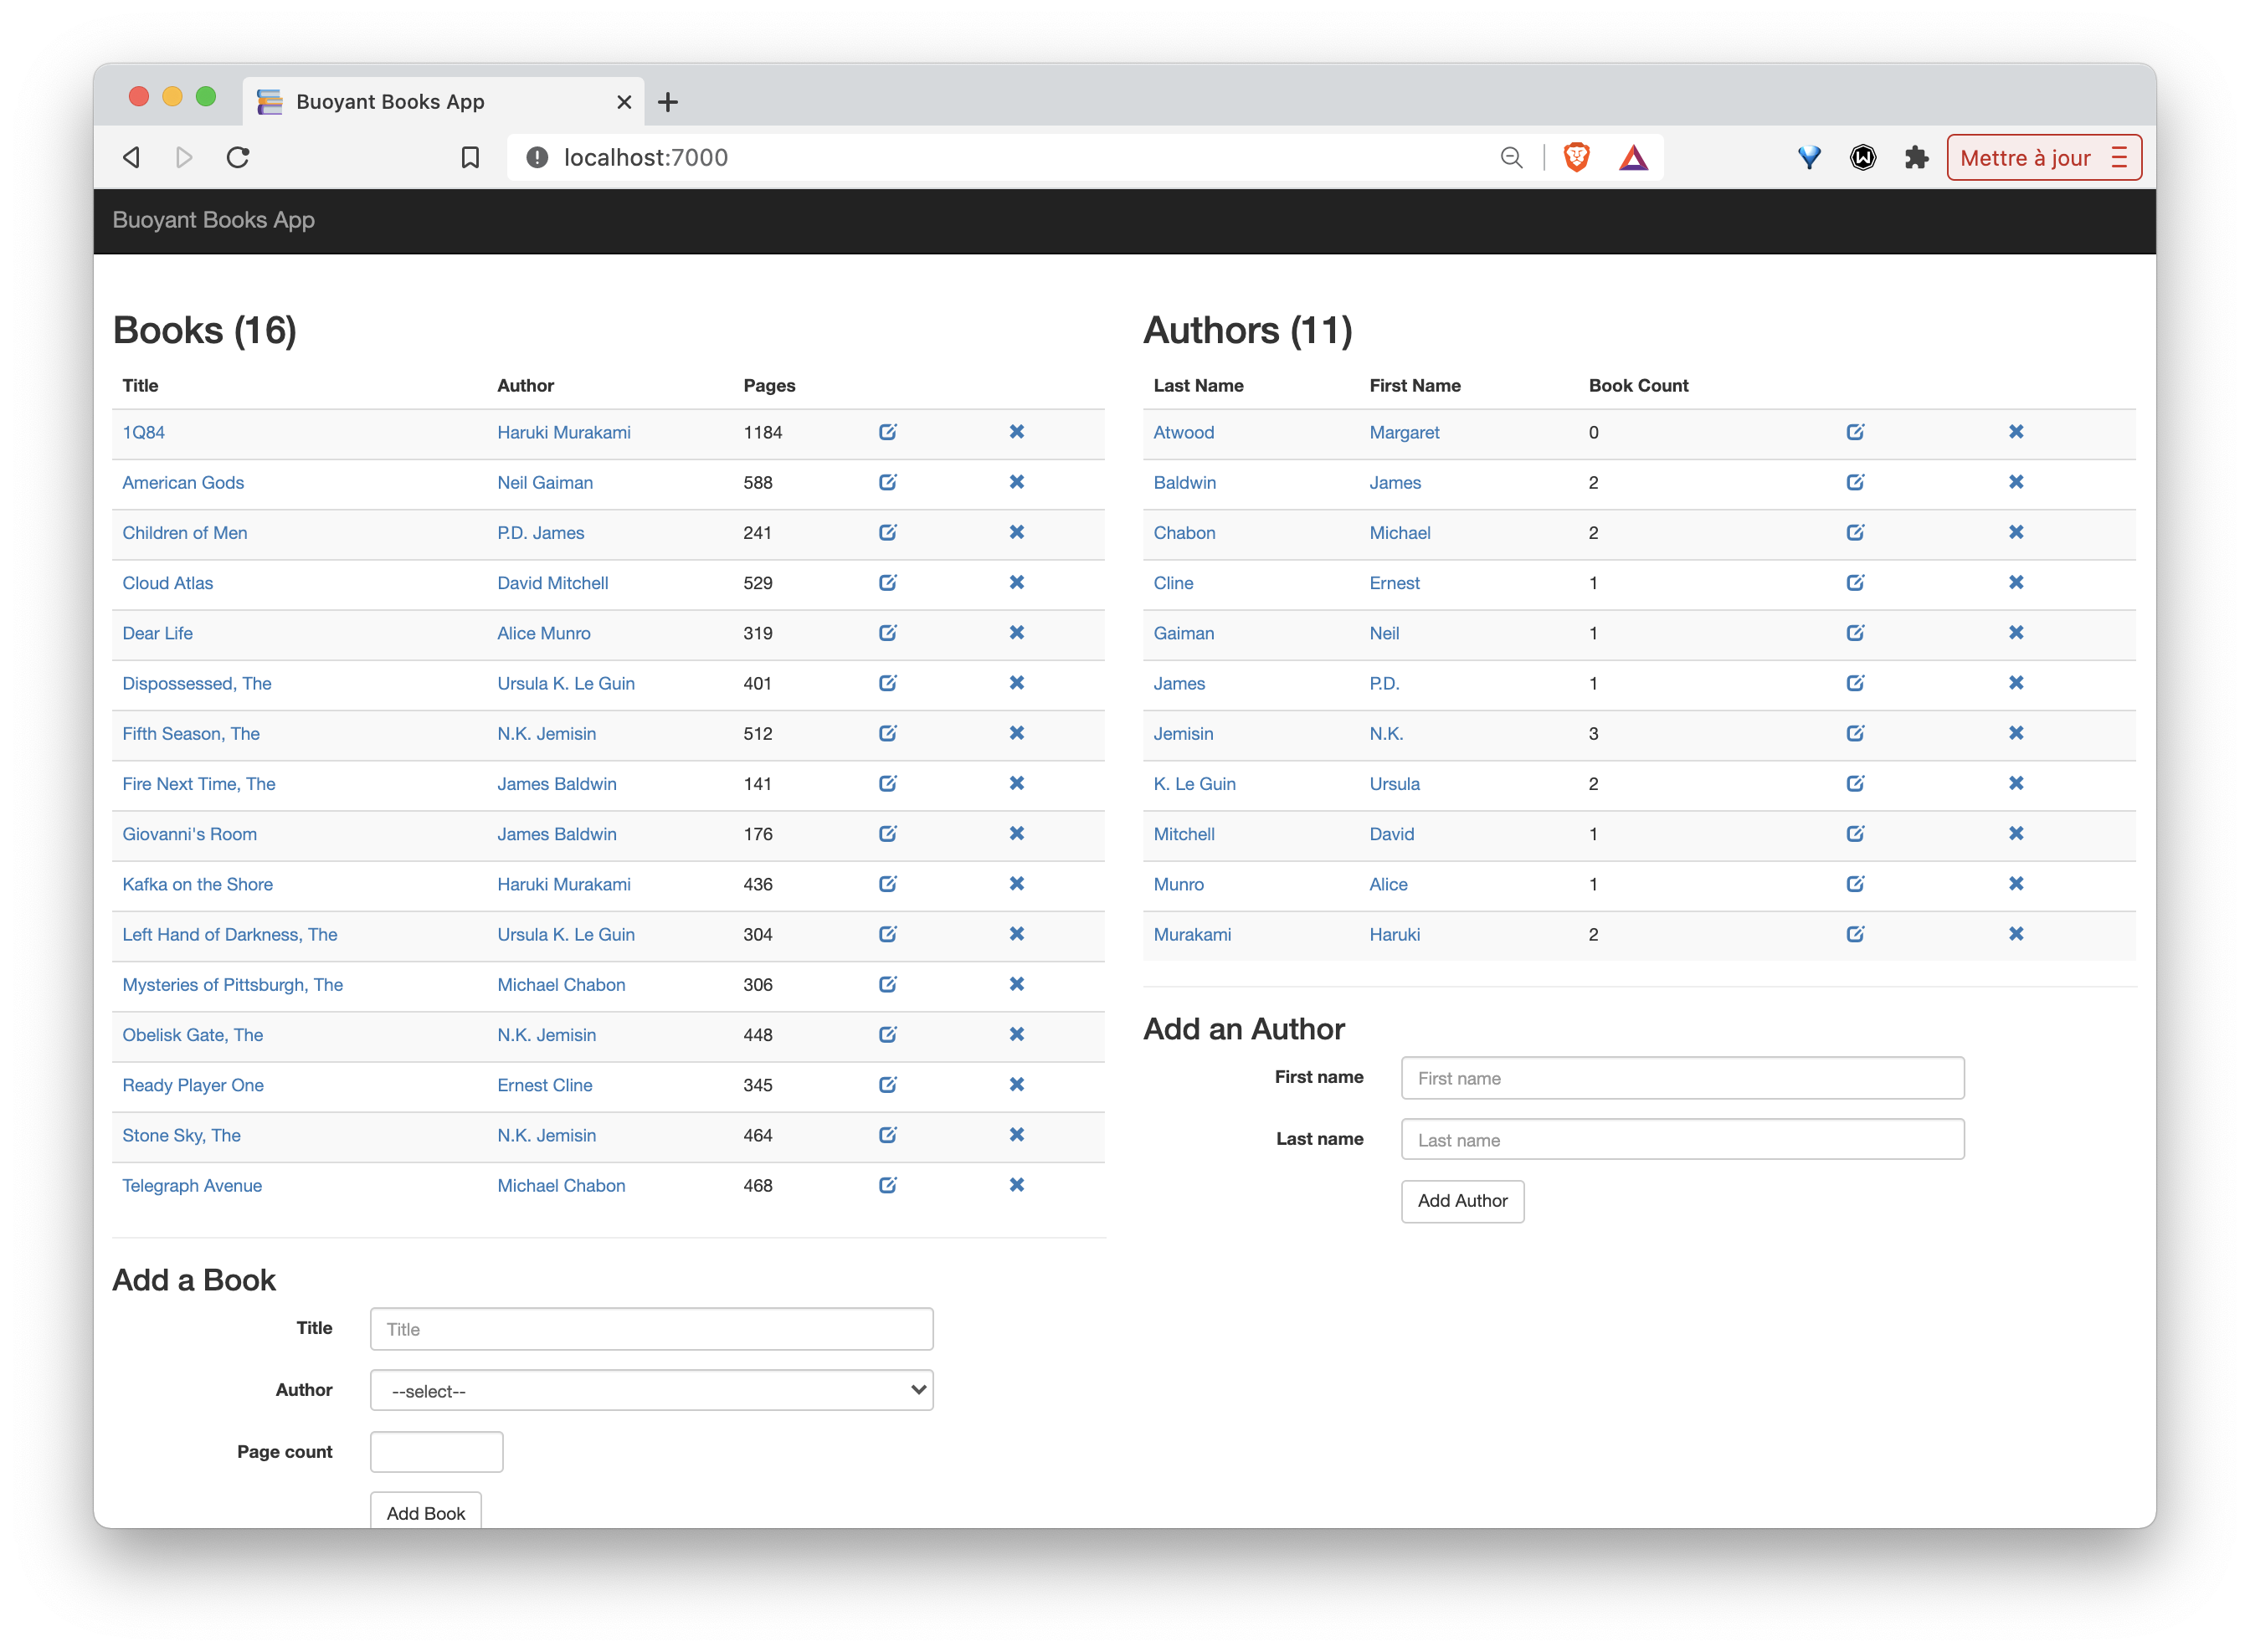 Buoyant Books App
localhost:7000
Mettre à jour
Buoyant Books App
Books (16)
Title Author Pages
1Q84 Haruki Murakami 1184
American Gods Neil Gaiman 588
Children of Men P.D. James 241
Cloud Atlas David Mitchell 529
Dear Life Alice Munro 319
Dispossessed, The Ursula K. Le Guin 401
Fifth Season, The N.K. Jemisin 512
Fire Next Time, The James Baldwin 141
Giovanni's Room James Baldwin 176
Kafka on the Shore Haruki Murakami 436
Left Hand of Darkness, The Ursula K. Le Guin 304
Mysteries of Pittsburgh, The Michael Chabon 306
Obelisk Gate, The N.K. Jemisin 448
Ready Player One Ernest Cline 345
Stone Sky, The N.K. Jemisin 464
Telegraph Avenue Michael Chabon 468
Add a Book
Title Title
Author --select--
Page count
Add Book
Authors (11)
Last Name First Name Book Count
Atwood Margaret 0
Baldwin James 2
Chabon Michael 2
Cline Ernest 1
Gaiman Neil 1
James P.D. 1
Jemisin N.K. 3
K. Le Guin Ursula 2
Mitchell David 1
Munro Alice 1
Murakami Haruki 2
Add an Author
First name First name
Last name Last name
Add Author